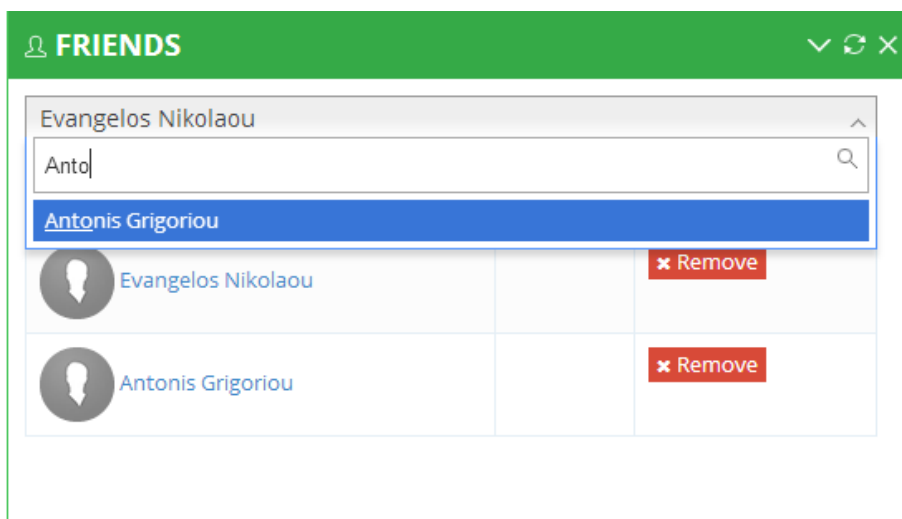 FRIENDS
Evangelos Nikolaou
Anto
Antonis Grigoriou
Evangelos Nikolaou
Remove
Antonis Grigoriou
Remove